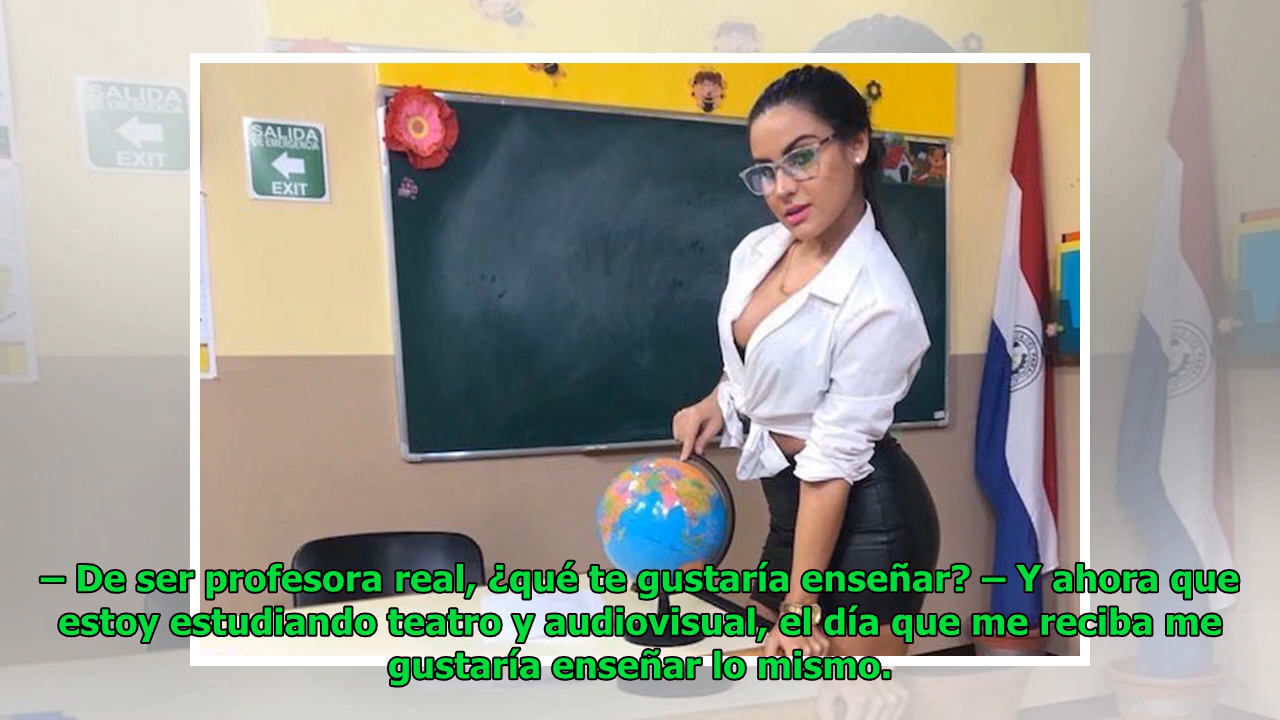 SALIDA
DE EMERGENCIA
EXIT
SALIDA
DE EMERGENCIA
EXIT
– De ser profesora real, ¿qué te gustaría enseñar? – Y ahora que
estoy estudiando teatro y audiovisual, el día que me reciba me
gustaría enseñar lo mismo.